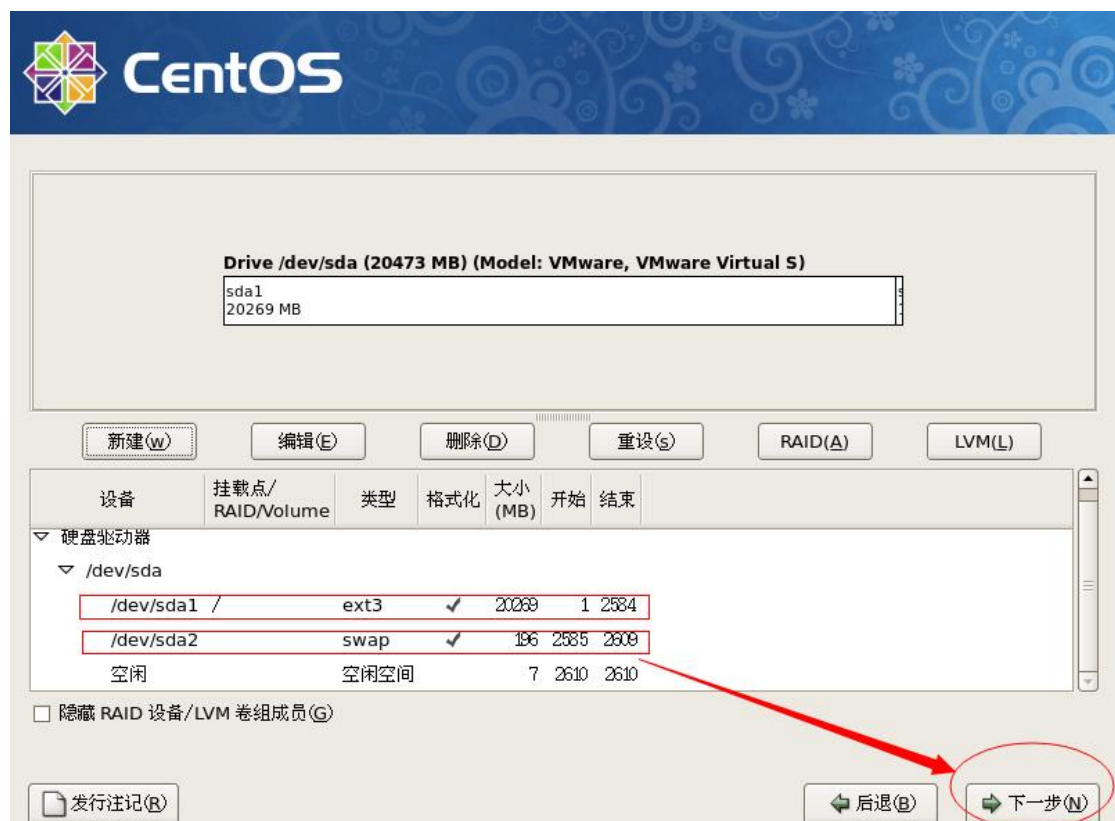 CentOS
Drive /dev/sda (20473 MB) (Model: VMware, VMware Virtual S)
sda1
20269 MB
新建(w) 编辑(E) 删除(D) 重设(s) RAID(A) LVM(L)
设备 挂载点/ RAID/Volume 类型 格式化 大小 (MB) 开始 结束
硬盘驱动器
/dev/sda
/dev/sda1 / ext3 20269 1 2584
/dev/sda2 swap 196 2585 2609
空闲 空闲空间 7 2610 2610
隐藏 RAID 设备/LVM 卷组成员(G)
发行注记(R) 后退(B) 下一步(N)